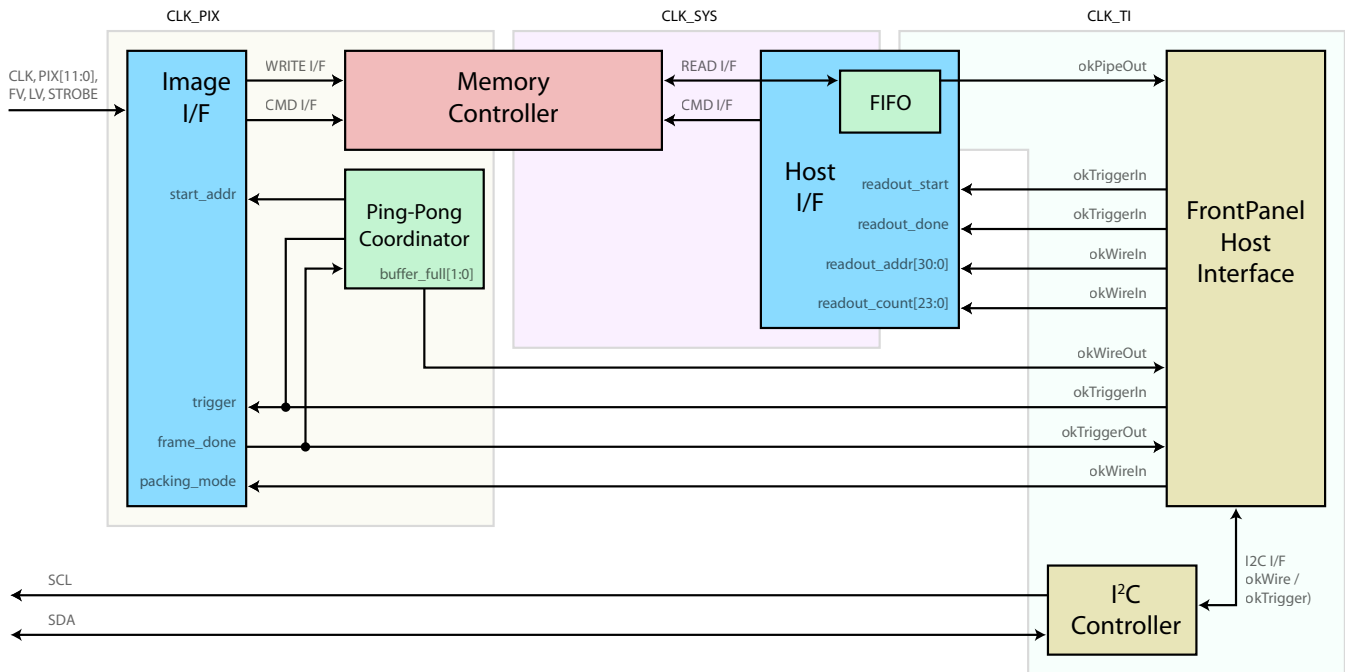 CLK_PIX
CLK_SYS
CLK_TI
CLK, PIX[11:0],
FV, LV, STROBE
Image
I/F
WRITE I/F
CMD I/F
Memory
Controller
READ I/F
CMD I/F
FIFO
Host
I/F
okPipeOut
FrontPanel
Host
Interface
start_addr
Ping-Pong
Coordinator
buffer_full[1:0]
readout_start
okTriggerIn
readout_done
okTriggerIn
readout_addr[30:0]
okWireIn
readout_count[23:0]
okWireIn
okWireOut
trigger
okTriggerIn
frame_done
okTriggerOut
packing_mode
okWireIn
I2C I/F
okWire /
okTrigger)
SCL
SDA
I²C
Controller